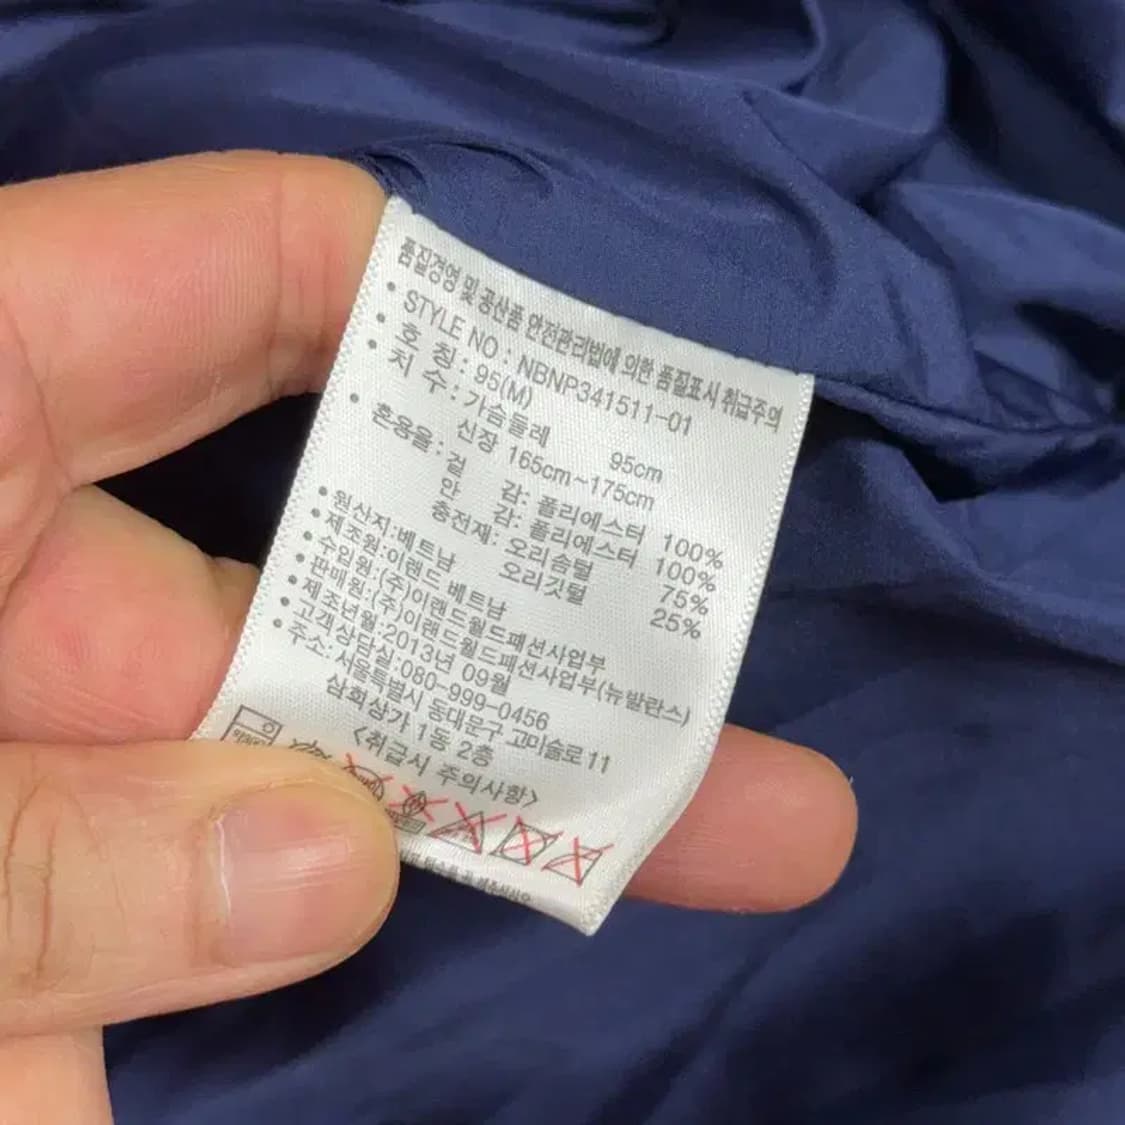 품질경영 및 공산품 안전관리법에 의한 품질표시 취급주의
• STYLE NO : NBNP341511-01
• 호 칭 : 95(M)
• 치 수 : 가슴둘레 95cm
신장 165cm~175cm
• 혼용율 : 겉 감: 폴리에스터 100%
안 감: 폴리에스터 100%
충전재: 오리솜털 75%
오리깃털 25%
• 원산지:베트남
• 제조원:이랜드 베트남
• 수입원:(주)이랜드월드패션사업부
• 판매원:(주)이랜드월드패션사업부(뉴발란스)
• 제조년월:2013년 09월
• 고객상담실:080-999-0456
• 주소: 서울특별시 동대문구 고미술로11
삼희상가 1동 2층
<취급시 주의사항>